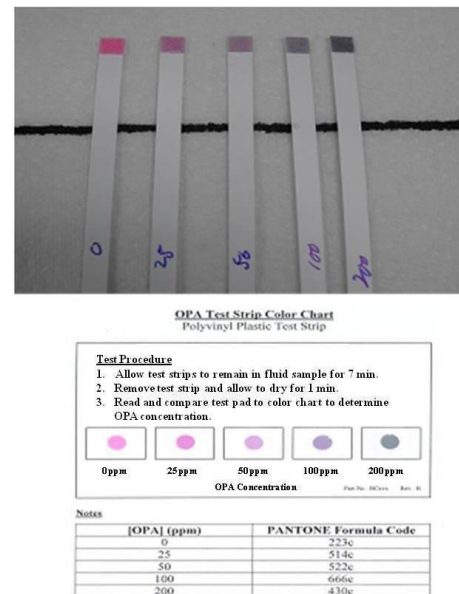 0
25
50
100
200
OPA Test Strip Color Chart
Polyvinyl Plastic Test Strip
Test Procedure
1. Allow test strips to remain in fluid sample for 7 min.
2. Remove test strip and allow to dry for 1 min.
3. Read and compare test pad to color chart to determine
OPA concentration.
0ppm 25ppm 50ppm 100ppm 200ppm
OPA Concentration
Notes
[OPA] (ppm) PANTONE Formula Code
0 223c
25 514c
50 522c
100 666c
200 430c